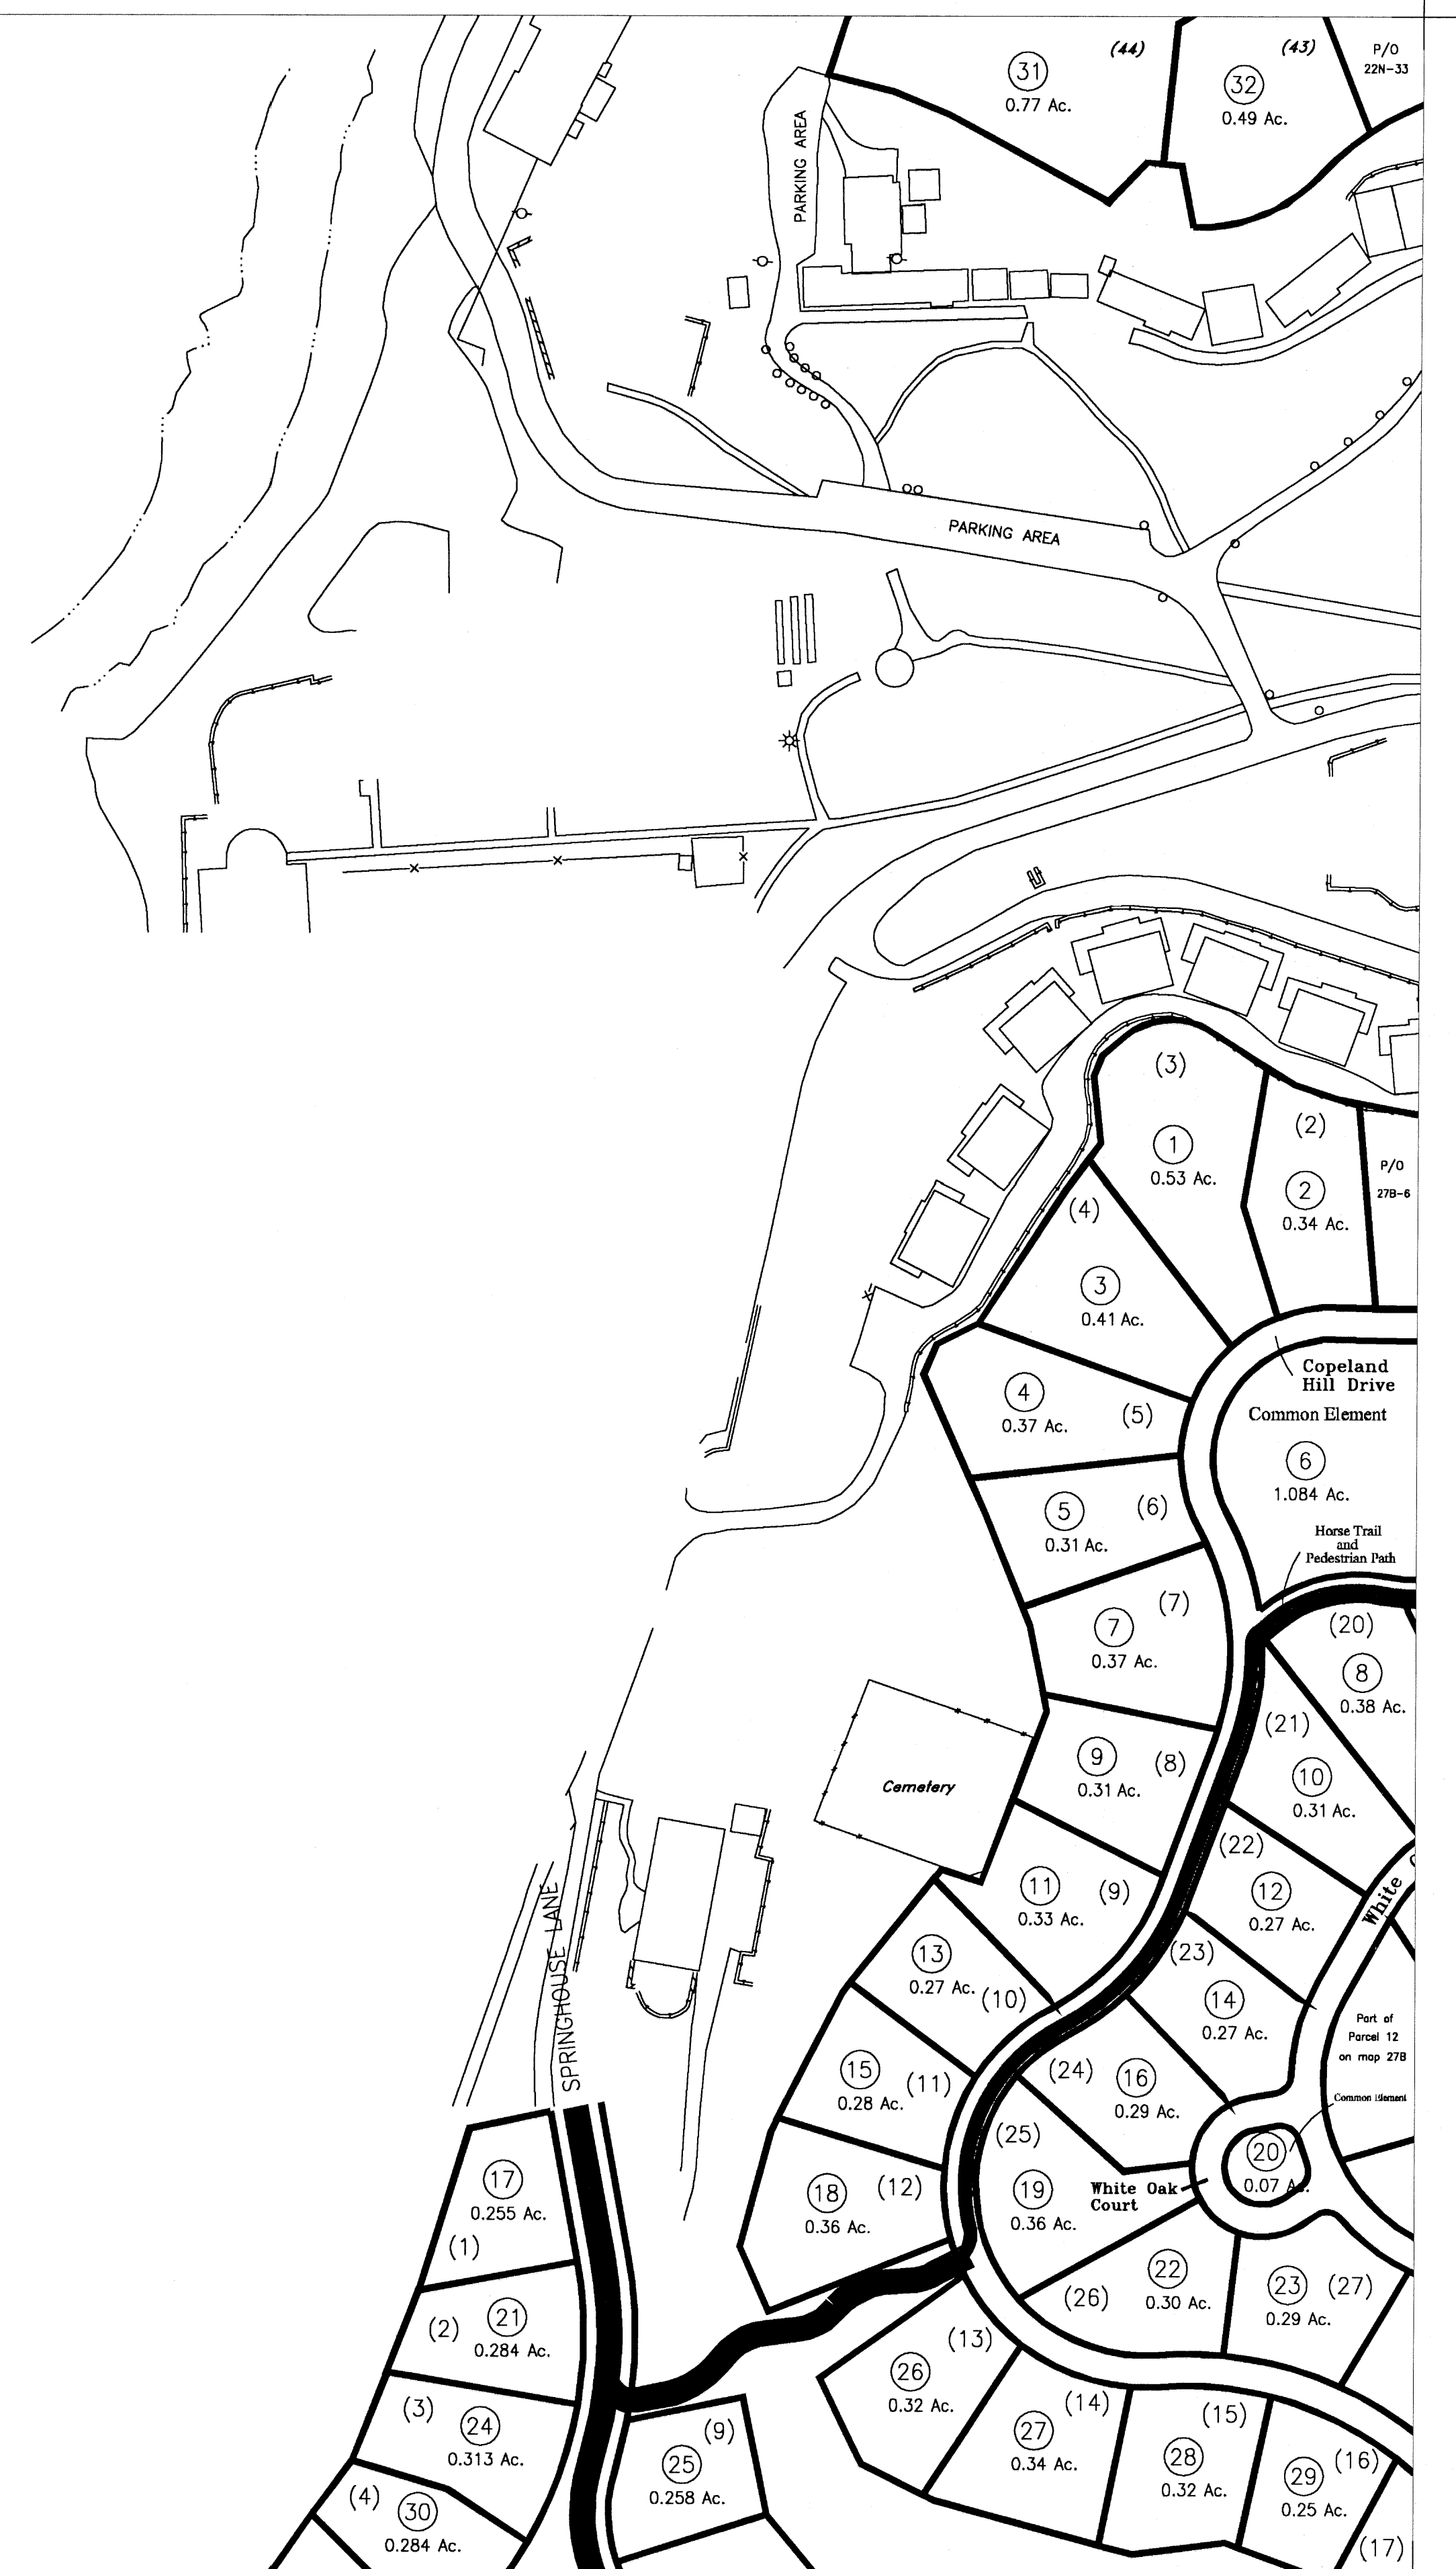 (44)
(43)
P/O
22N-33
31
0.77 Ac.
32
0.49 Ac.
PARKING AREA
PARKING AREA
(3)
1
0.53 Ac.
(2)
2
0.34 Ac.
P/O
27B-6
(4)
3
0.41 Ac.
Copeland
Hill Drive
Common Element
4
0.37 Ac.
(5)
6
1.084 Ac.
5
0.31 Ac.
(6)
Horse Trail
and
Pedestrian Path
7
0.37 Ac.
(7)
(20)
8
0.38 Ac.
(21)
9
0.31 Ac.
(8)
10
0.31 Ac.
Cemetery
(22)
11
0.33 Ac.
(9)
12
0.27 Ac.
White
SPRINGHOUSE LANE
13
0.27 Ac.
(10)
(23)
14
0.27 Ac.
Part of
Parcel 12
on map 27B
15
0.28 Ac.
(11)
(24)
16
0.29 Ac.
Common Element
(25)
17
0.255 Ac.
(1)
18
0.36 Ac.
(12)
19
0.36 Ac.
White Oak
Court
20
0.07 Ac.
(2)
21
0.284 Ac.
22
0.30 Ac.
(26)
23
0.29 Ac.
(27)
(13)
26
0.32 Ac.
(3)
24
0.313 Ac.
(9)
25
0.258 Ac.
(14)
27
0.34 Ac.
(15)
28
0.32 Ac.
(16)
29
0.25 Ac.
(4)
30
0.284 Ac.
(17)